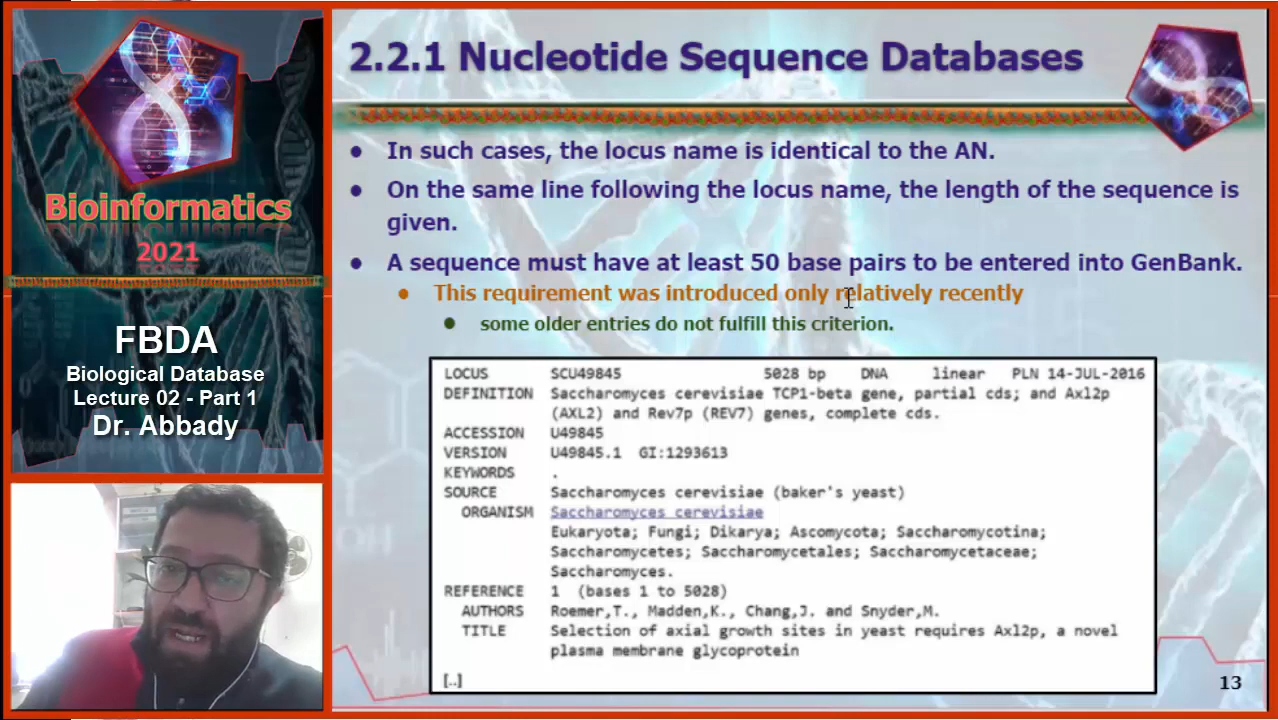 2.2.1 Nucleotide Sequence Databases
Bioinformatics
2021
FBDA
Biological Database
Lecture 02 - Part 1
Dr. Abbady
• In such cases, the locus name is identical to the AN.
• On the same line following the locus name, the length of the sequence is
given.
• A sequence must have at least 50 base pairs to be entered into GenBank.
• This requirement was introduced only relatively recently
• some older entries do not fulfill this criterion.
LOCUS SCU49845 5028 bp DNA linear PLN 14-JUL-2016
DEFINITION Saccharomyces cerevisiae TCP1-beta gene, partial cds; and Axl2p
(AXL2) and Rev7p (REV7) genes, complete cds.
ACCESSION U49845
VERSION U49845.1 GI:1293613
KEYWORDS .
SOURCE Saccharomyces cerevisiae (baker's yeast)
ORGANISM Saccharomyces cerevisiae
Eukaryota; Fungi; Dikarya; Ascomycota; Saccharomycotina;
Saccharomycetes; Saccharomycetales; Saccharomycetaceae;
Saccharomyces.
REFERENCE 1 (bases 1 to 5028)
AUTHORS Roemer,T., Madden,K., Chang,J. and Snyder,M.
TITLE Selection of axial growth sites in yeast requires Axl2p, a novel
plasma membrane glycoprotein
[..]
13